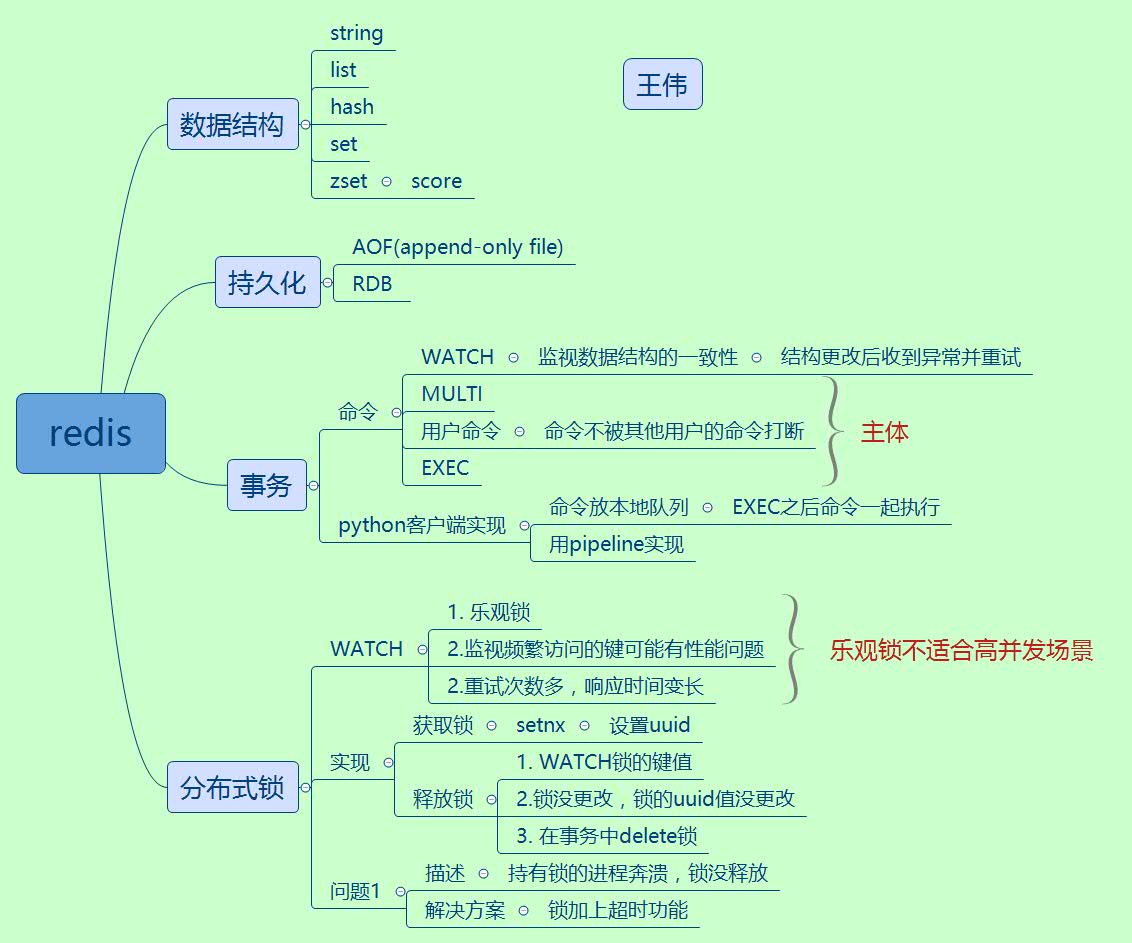 string
list
王伟
hash
数据结构
set
zset score
AOF(append-only file)
持久化
RDB
WATCH 监视数据结构的一致性 结构更改后收到异常并重试
MULTI
命令
用户命令 命令不被其他用户的命令打断
主体
redis
EXEC
事务
命令放本地队列 EXEC之后命令一起执行
python客户端实现
用pipeline实现
1. 乐观锁
WATCH
2.监视频繁访问的键可能有性能问题
乐观锁不适合高并发场景
2.重试次数多，响应时间变长
获取锁 setnx 设置uuid
实现
1. WATCH锁的键值
分布式锁
释放锁
2.锁没更改，锁的uuid值没更改
3. 在事务中delete锁
描述 持有锁的进程奔溃，锁没释放
问题1
解决方案 锁加上超时功能